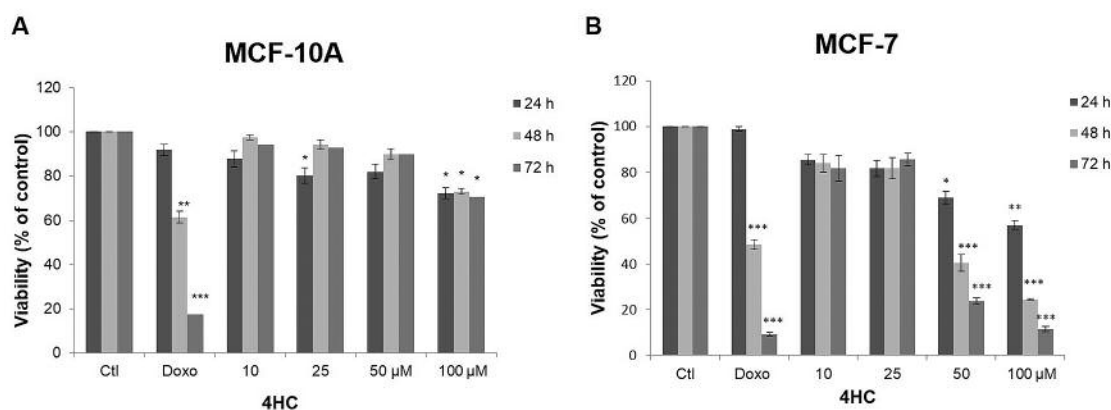 A
MCF-10A
Viability (% of control)
120
100
80
60
40
20
0
**
***
*
* * *
Ctl Doxo 10 25 50 µM 100 µM
4HC
24 h
48 h
72 h
B
MCF-7
Viability (% of control)
120
100
80
60
40
20
0
***
***
*
***
***
**
***
***
Ctl Doxo 10 25 50 100 µM
4HC
24 h
48 h
72 h